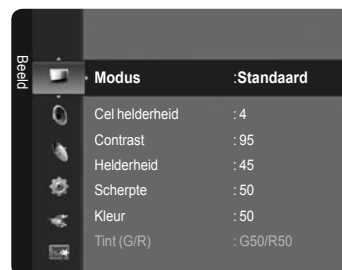 Beeld
Modus :Standaard
Cel helderheid : 4
Contrast : 95
Helderheid : 45
Scherpte : 50
Kleur : 50
Tint (G/R) : G50/R50